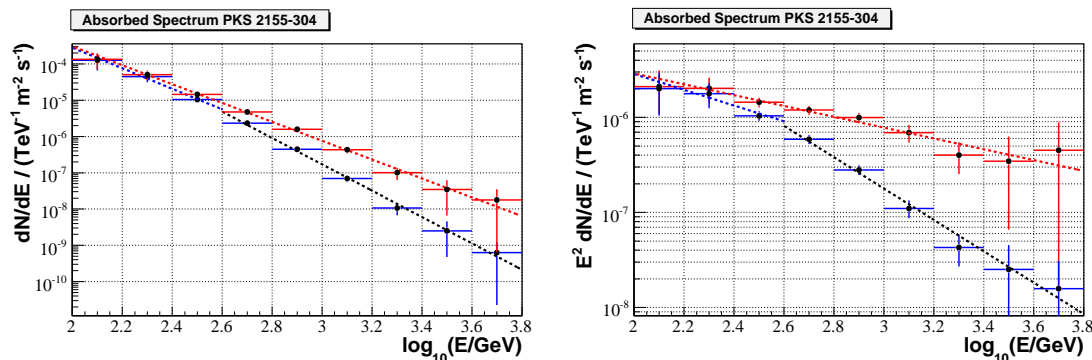 Absorbed Spectrum PKS 2155-304
dN/dE / (TeV⁻¹ m⁻² s⁻¹)
10⁻⁴
10⁻⁵
10⁻⁶
10⁻⁷
10⁻⁸
10⁻⁹
10⁻¹⁰
2 2.2 2.4 2.6 2.8 3 3.2 3.4 3.6 3.8
log₁₀(E/GeV)
Absorbed Spectrum PKS 2155-304
E² dN/dE / (TeV⁻¹ m⁻² s⁻¹)
10⁻⁶
10⁻⁷
10⁻⁸
2 2.2 2.4 2.6 2.8 3 3.2 3.4 3.6 3.8
log₁₀(E/GeV)